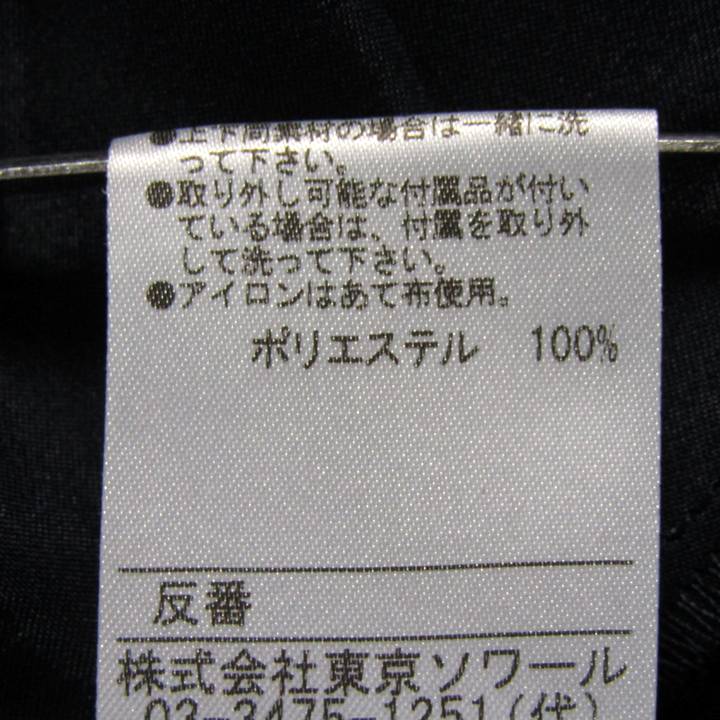 ●上下同素材の場合は一緒に洗
って下さい。
●取り外し可能な付属品が付い
ている場合は、付属を取り外
して洗って下さい。
●アイロンはあて布使用。
ポリエステル 100%
反番
株式会社東京ソワール
03-3475-1251(代)